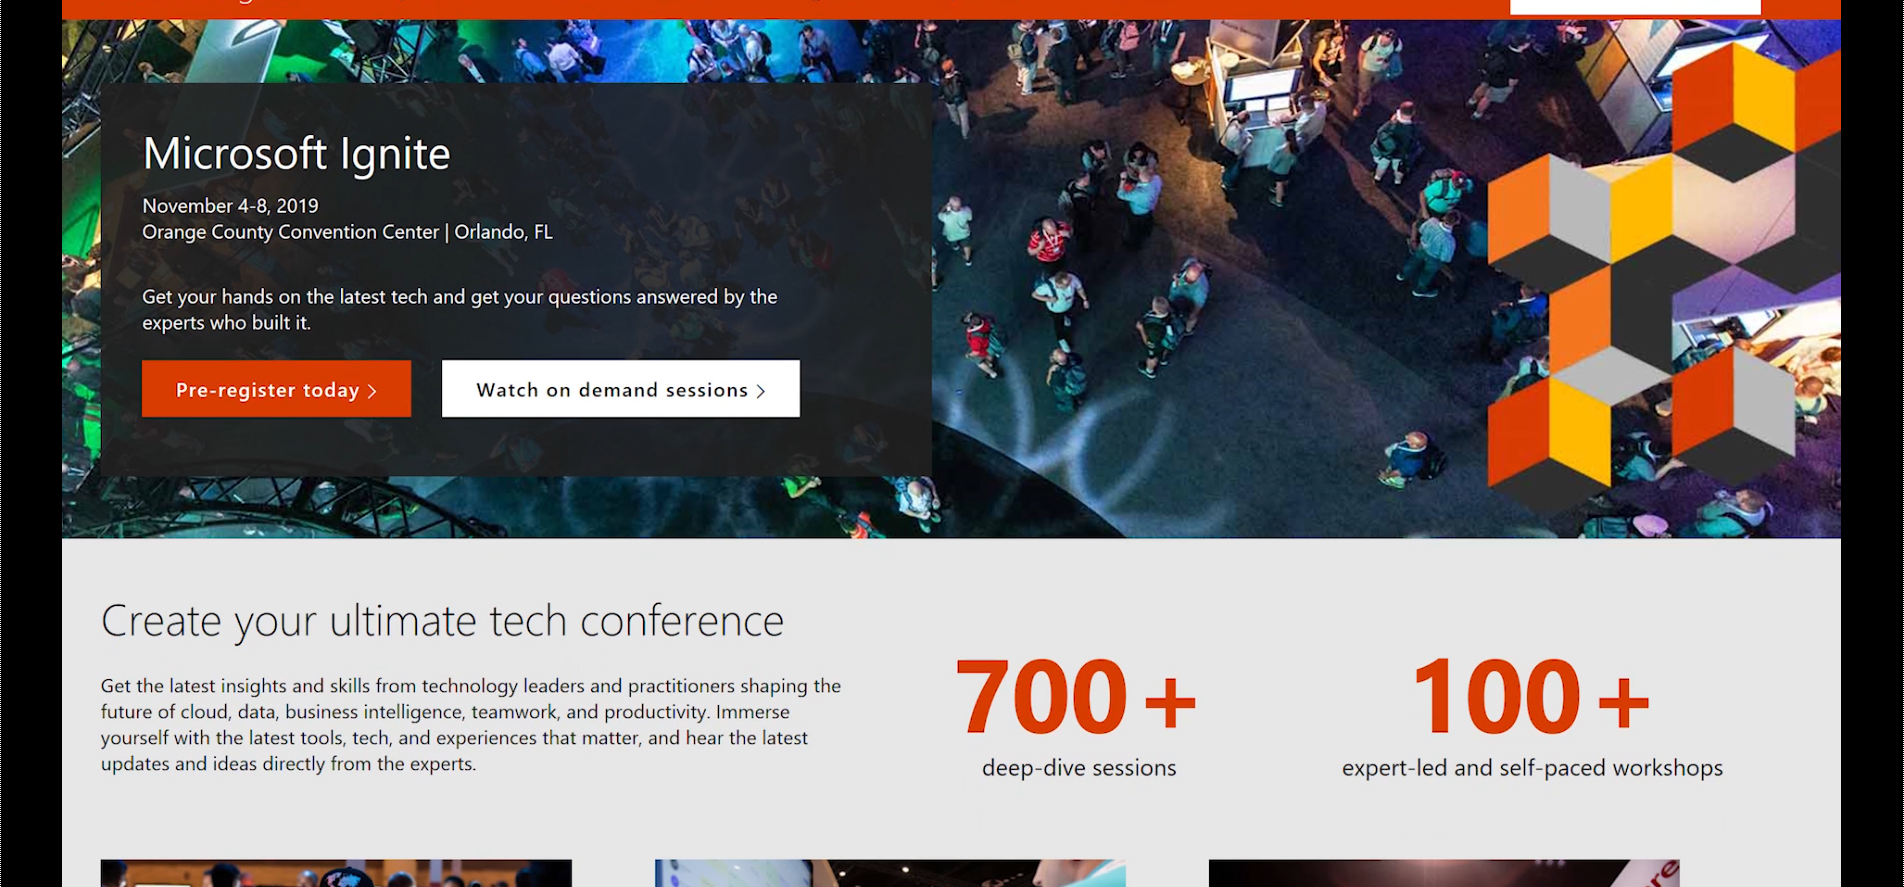 Microsoft Ignite
November 4-8, 2019
Orange County Convention Center | Orlando, FL
Get your hands on the latest tech and get your questions answered by the
experts who built it.
Pre-register today >
Watch on demand sessions >
Create your ultimate tech conference
Get the latest insights and skills from technology leaders and practitioners shaping the
future of cloud, data, business intelligence, teamwork, and productivity. Immerse
yourself with the latest tools, tech, and experiences that matter, and hear the latest
updates and ideas directly from the experts.
700+
deep-dive sessions
100+
expert-led and self-paced workshops